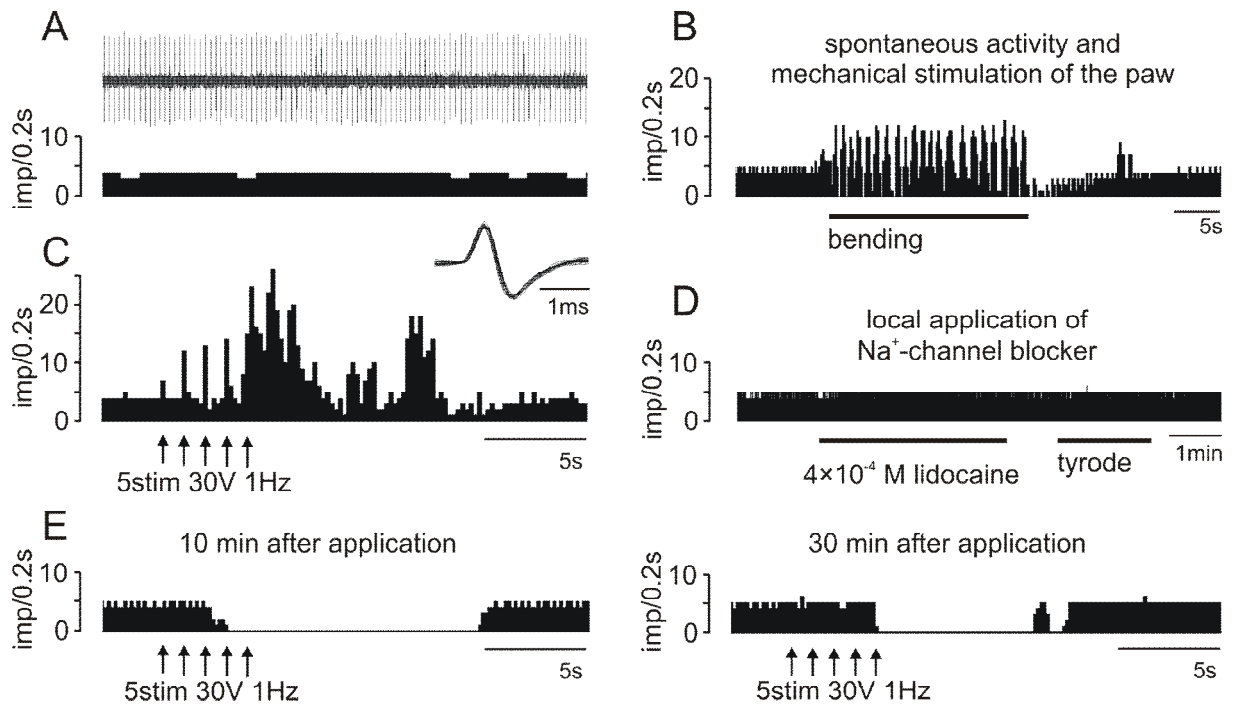 A
imp/0.2s
10
0
B
spontaneous activity and
mechanical stimulation of the paw
imp/0.2s
20
10
0
bending
5s
C
imp/0.2s
20
10
0
1ms
5stim 30V 1Hz
5s
D
local application of
Na⁺-channel blocker
imp/0.2s
10
0
4×10⁻⁴ M lidocaine
tyrode
1min
E
10 min after application
imp/0.2s
10
0
5stim 30V 1Hz
5s
30 min after application
imp/0.2s
10
0
5stim 30V 1Hz
5s